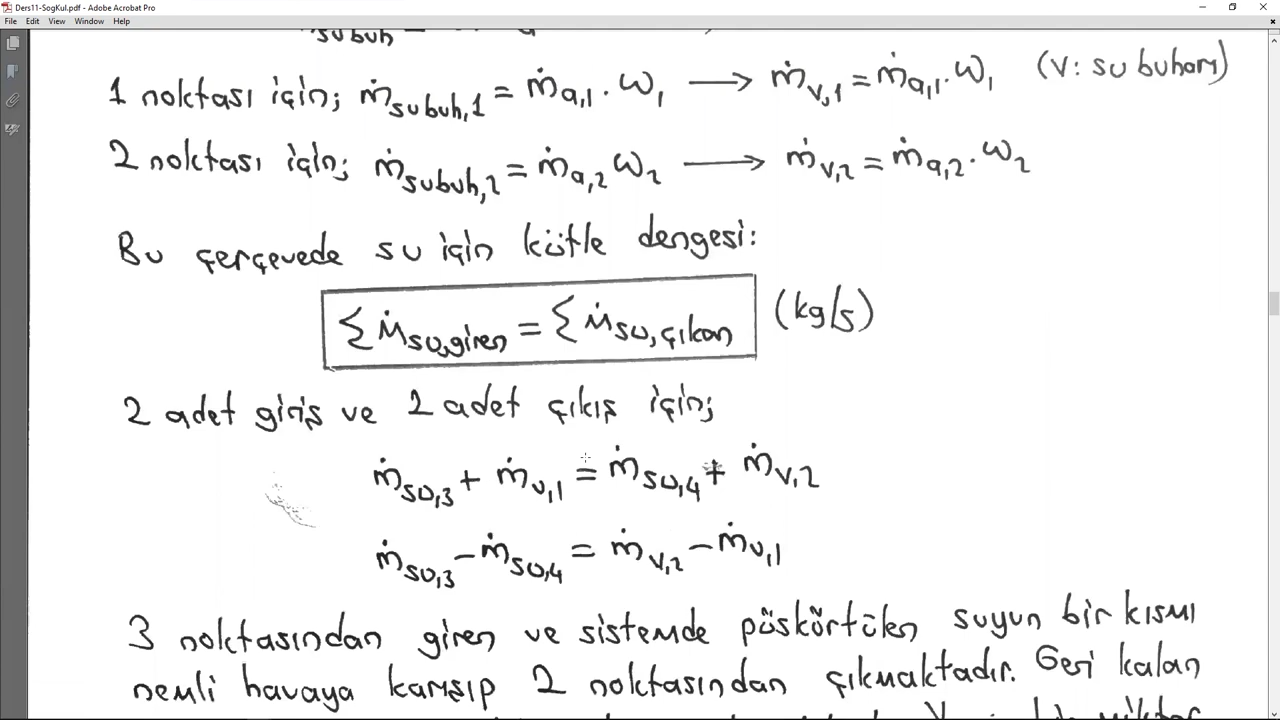 Ders11-SogKul.pdf - Adobe Acrobat Pro
File Edit View Window Help
1 noktası için; ṁsubuh,1 = ṁa,1 . ω1 → ṁv,1 = ṁa,1 . ω1 (v: su buharı)
2 noktası için; ṁsubuh,2 = ṁa,2 ω2 → ṁv,2 = ṁa,2 . ω2
Bu çerçevede su için kütle dengesi:
Σ ṁsu,giren = Σ ṁsu,çıkan (kg/s)
2 adet giriş ve 2 adet çıkış için;
ṁsu,3 + ṁv,1 = ṁsu,4 + ṁv,2
ṁsu,3 - ṁsu,4 = ṁv,2 - ṁv,1
3 noktasından giren ve sistemde püskürtülen suyun bir kısmı
nemli havaya karışıp 2 noktasından çıkmaktadır. Geri kalan